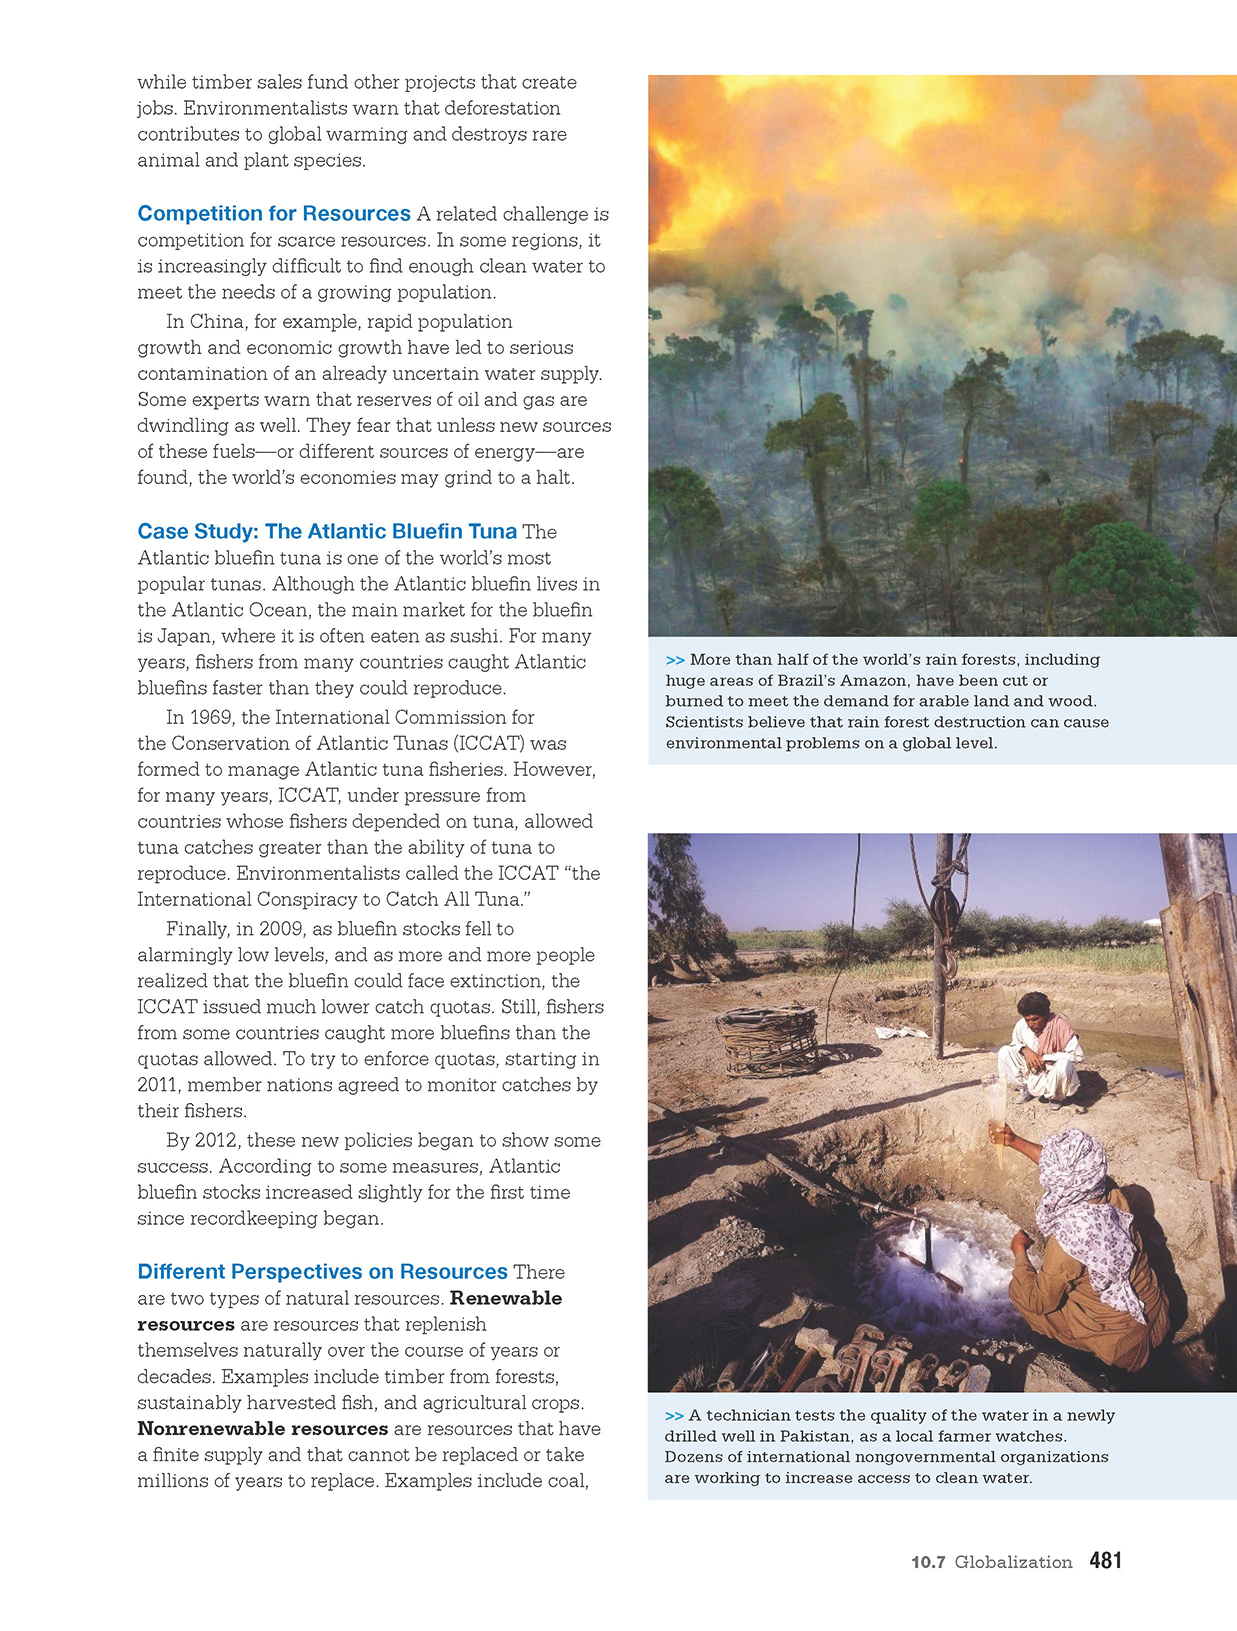 while timber sales fund other projects that create
jobs. Environmentalists warn that deforestation
contributes to global warming and destroys rare
animal and plant species.
Competition for Resources A related challenge is
competition for scarce resources. In some regions, it
is increasingly difficult to find enough clean water to
meet the needs of a growing population.
In China, for example, rapid population
growth and economic growth have led to serious
contamination of an already uncertain water supply.
Some experts warn that reserves of oil and gas are
dwindling as well. They fear that unless new sources
of these fuels—or different sources of energy—are
found, the world's economies may grind to a halt.
Case Study: The Atlantic Bluefin Tuna The
Atlantic bluefin tuna is one of the world's most
popular tunas. Although the Atlantic bluefin lives in
the Atlantic Ocean, the main market for the bluefin
is Japan, where it is often eaten as sushi. For many
years, fishers from many countries caught Atlantic
bluefins faster than they could reproduce.
In 1969, the International Commission for
the Conservation of Atlantic Tunas (ICCAT) was
formed to manage Atlantic tuna fisheries. However,
for many years, ICCAT, under pressure from
countries whose fishers depended on tuna, allowed
tuna catches greater than the ability of tuna to
reproduce. Environmentalists called the ICCAT “the
International Conspiracy to Catch All Tuna.”
Finally, in 2009, as bluefin stocks fell to
alarmingly low levels, and as more and more people
realized that the bluefin could face extinction, the
ICCAT issued much lower catch quotas. Still, fishers
from some countries caught more bluefins than the
quotas allowed. To try to enforce quotas, starting in
2011, member nations agreed to monitor catches by
their fishers.
By 2012, these new policies began to show some
success. According to some measures, Atlantic
bluefin stocks increased slightly for the first time
since recordkeeping began.
Different Perspectives on Resources There
are two types of natural resources. Renewable
resources are resources that replenish
themselves naturally over the course of years or
decades. Examples include timber from forests,
sustainably harvested fish, and agricultural crops.
Nonrenewable resources are resources that have
a finite supply and that cannot be replaced or take
millions of years to replace. Examples include coal,
>> More than half of the world's rain forests, including
huge areas of Brazil's Amazon, have been cut or
burned to meet the demand for arable land and wood.
Scientists believe that rain forest destruction can cause
environmental problems on a global level.
>> A technician tests the quality of the water in a newly
drilled well in Pakistan, as a local farmer watches.
Dozens of international nongovernmental organizations
are working to increase access to clean water.
10.7 Globalization 481